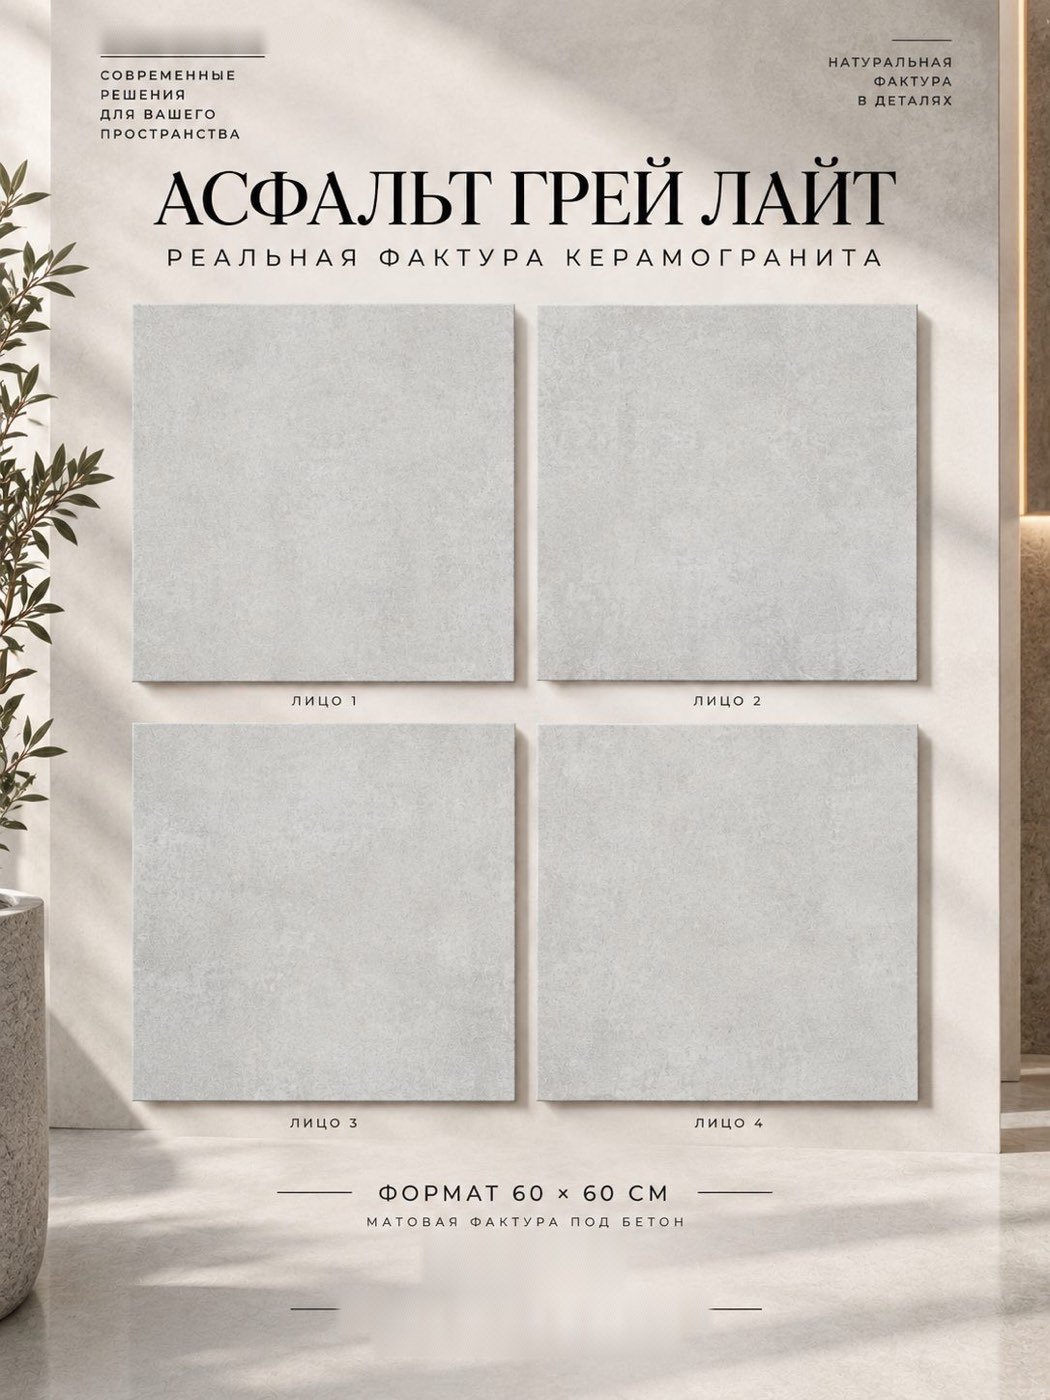 СОВРЕМЕННЫЕ
РЕШЕНИЯ
ДЛЯ ВАШЕГО
ПРОСТРАНСТВА
НАТУРАЛЬНАЯ
ФАКТУРА
В ДЕТАЛЯХ
АСФАЛЬТ ГРЕЙ ЛАЙТ
РЕАЛЬНАЯ ФАКТУРА КЕРАМОГРАНИТА
ЛИЦО 1
ЛИЦО 2
ЛИЦО 3
ЛИЦО 4
ФОРМАТ 60 × 60 СМ
МАТОВАЯ ФАКТУРА ПОД БЕТОН